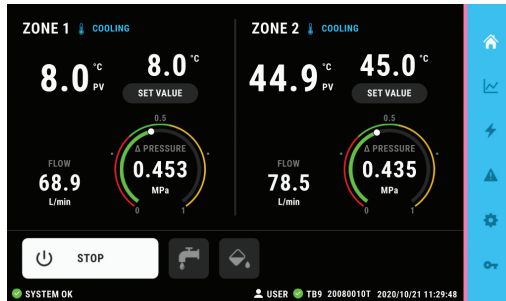 ZONE 1 COOLING
8.0 °C PV
8.0 °C
SET VALUE
FLOW
68.9
L/min
0.5
Δ PRESSURE
0.453
MPa
0 1
ZONE 2 COOLING
44.9 °C PV
45.0 °C
SET VALUE
FLOW
78.5
L/min
0.5
Δ PRESSURE
0.435
MPa
0 1
STOP
SYSTEM OK USER TB9 20080010T 2020/10/21 11:29:48